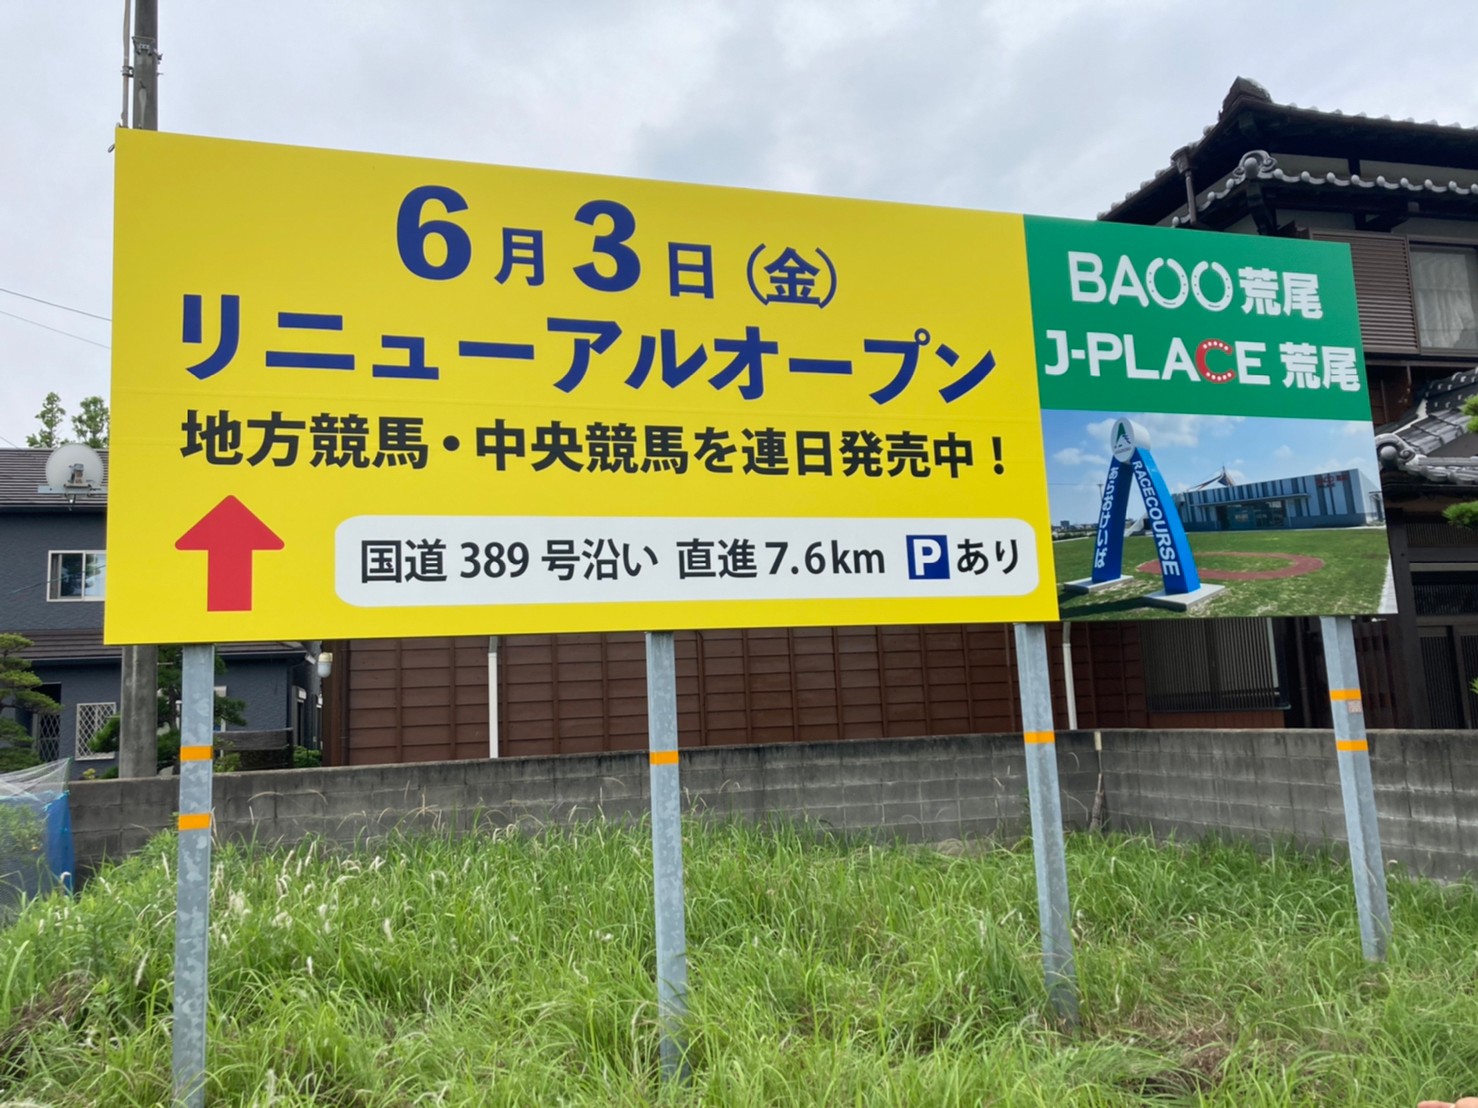 6月3日(金)
リニューアルオープン
地方競馬・中央競馬を連日発売中!
国道389号沿い 直進7.6km Pあり
BAOO荒尾
J-PLACE 荒尾
RACECOURSE